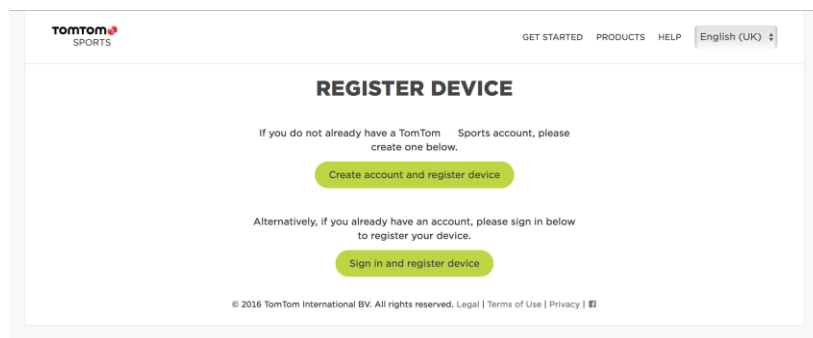 TOMTOM
SPORTS
GET STARTED PRODUCTS HELP English (UK)
REGISTER DEVICE
If you do not already have a TomTom Sports account, please
create one below.
Create account and register device
Alternatively, if you already have an account, please sign in below
to register your device.
Sign in and register device
© 2016 TomTom International BV. All rights reserved. Legal | Terms of Use | Privacy |